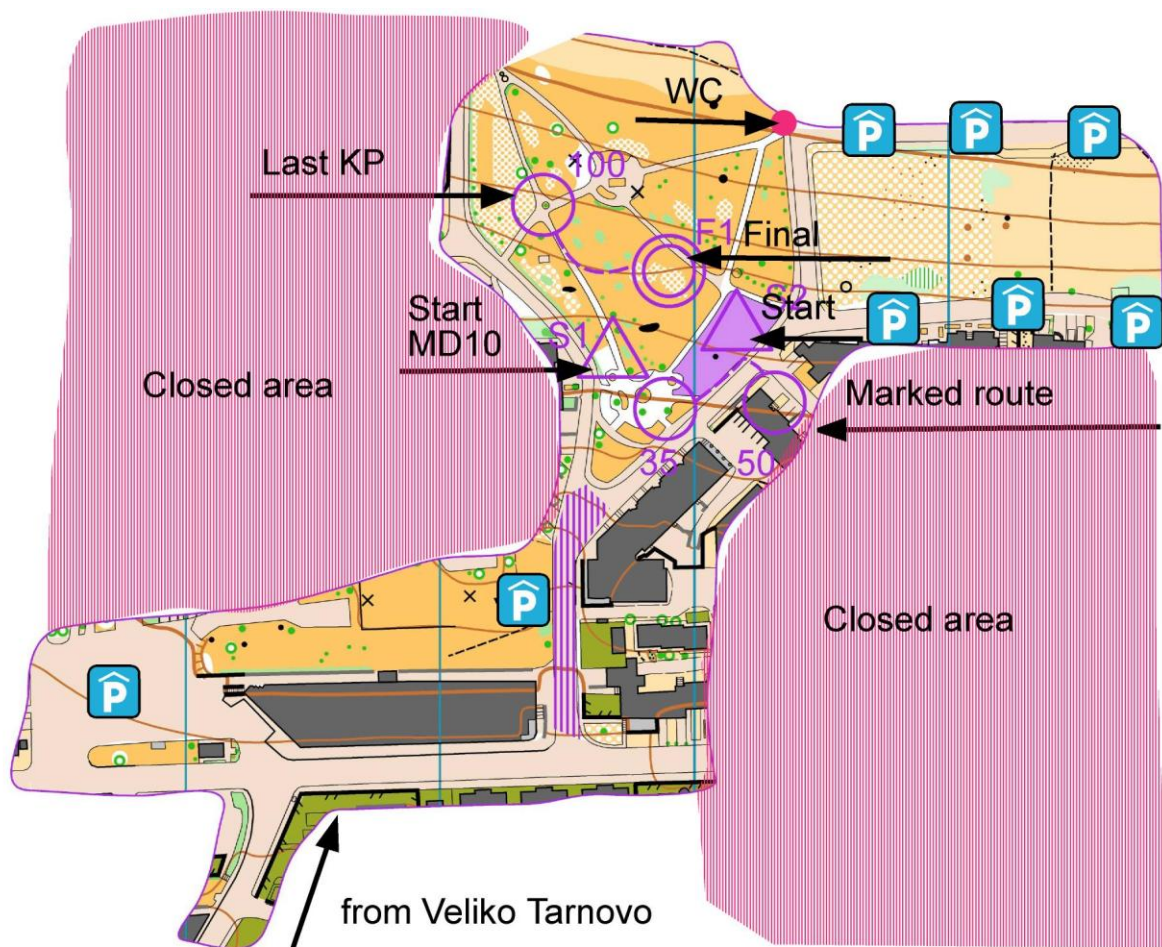 WC
P
P
P
Last KP
100
F1
Final
S2
Start
MD10
S1
Start
P
P
P
Closed area
Marked route
35
50
P
Closed area
P
from Veliko Tarnovo